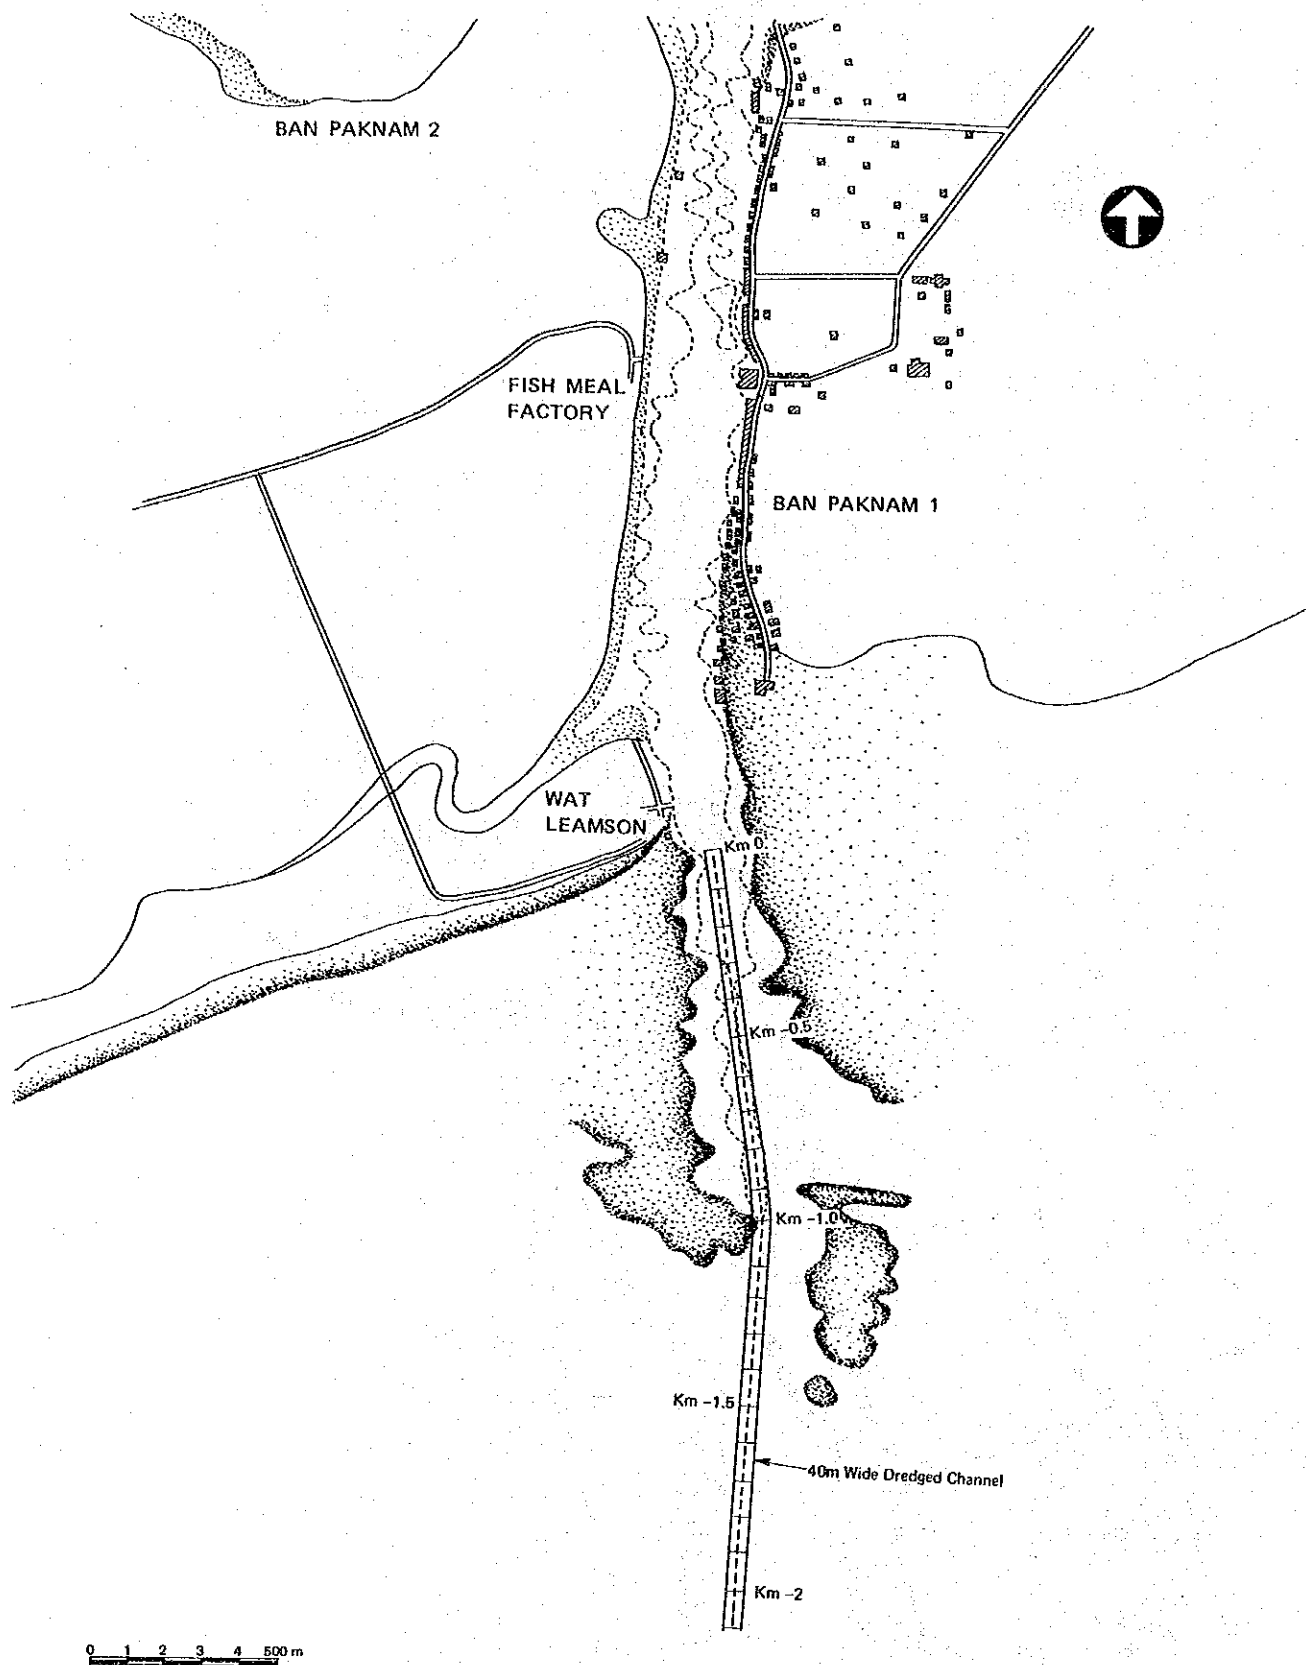 BAN PAKNAM 2
FISH MEAL
FACTORY
BAN PAKNAM 1
WAT
LEAMSON
Km 0
Km -0.5
Km -1.0
Km -1.5
40m Wide Dredged Channel
Km -2
0 1 2 3 4 500 m